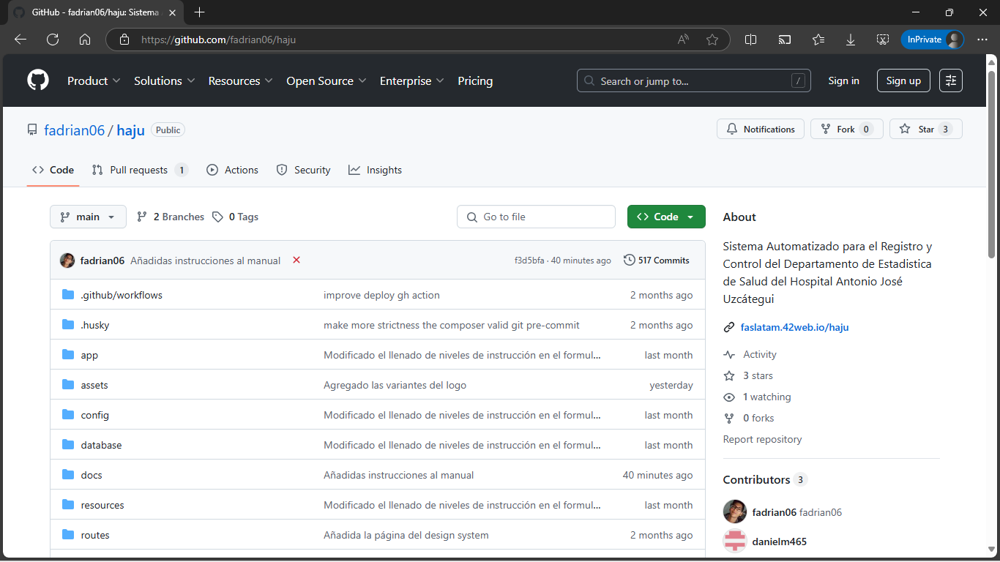 GitHub - fadrian06/haju: Sistema
https://github.com/fadrian06/haju
InPrivate
Product Solutions Resources Open Source Enterprise Pricing
Search or jump to... /
Sign in
Sign up
fadrian06 / haju Public
Notifications
Fork 0
Star 3
Code Pull requests 1 Actions Security Insights
main 2 Branches 0 Tags
Go to file
Code
fadrian06 Añadidas instrucciones al manual f3d5bfa · 40 minutes ago 517 Commits
.github/workflows improve deploy gh action 2 months ago
.husky make more strictness the composer valid git pre-commit 2 months ago
app Modificado el llenado de niveles de instrucción en el formul... last month
assets Agregado las variantes del logo yesterday
config Modificado el llenado de niveles de instrucción en el formul... last month
database Modificado el llenado de niveles de instrucción en el formul... last month
docs Añadidas instrucciones al manual 40 minutes ago
resources Modificado el llenado de niveles de instrucción en el formul... last month
routes Añadida la página del design system 2 months ago
About
Sistema Automatizado para el Registro y
Control del Departamento de Estadistica
de Salud del Hospital Antonio José
Uzcátegui
faslatam.42web.io/haju
Activity
3 stars
1 watching
0 forks
Report repository
Contributors 3
fadrian06 fadrian06
danielm465